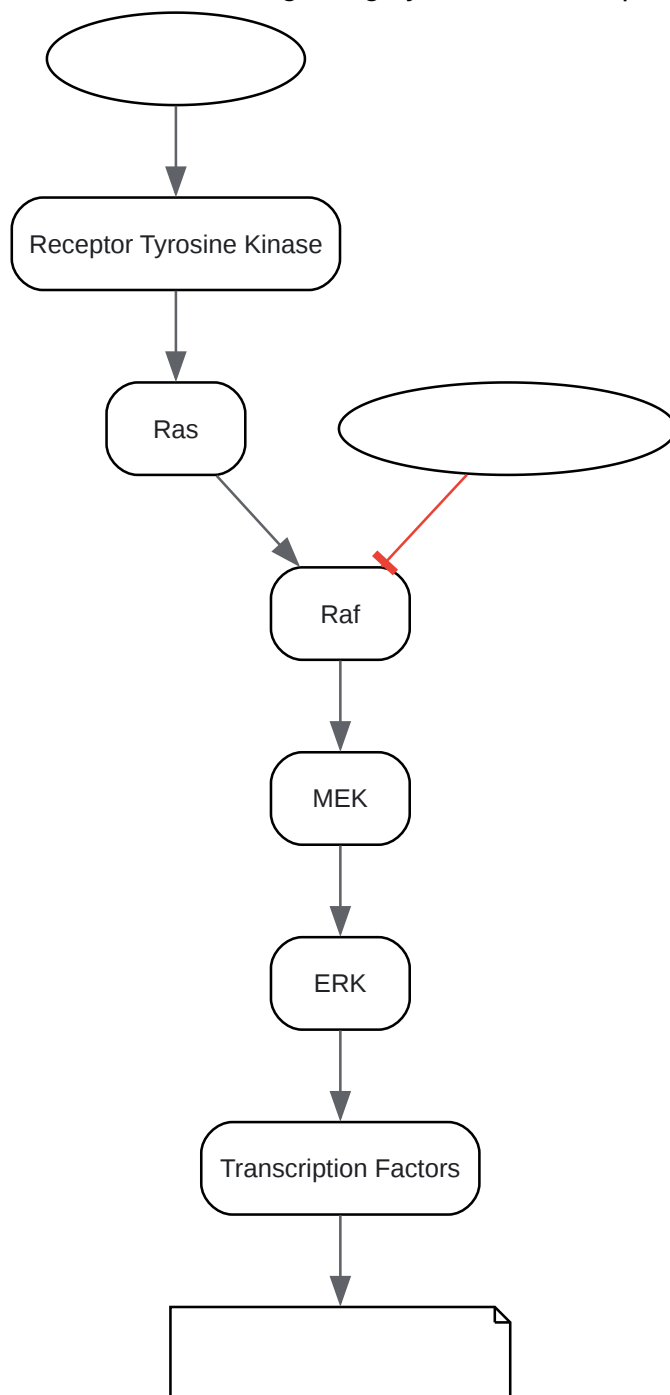 Receptor Tyrosine Kinase
Ras
Raf
MEK
ERK
Transcription Factors